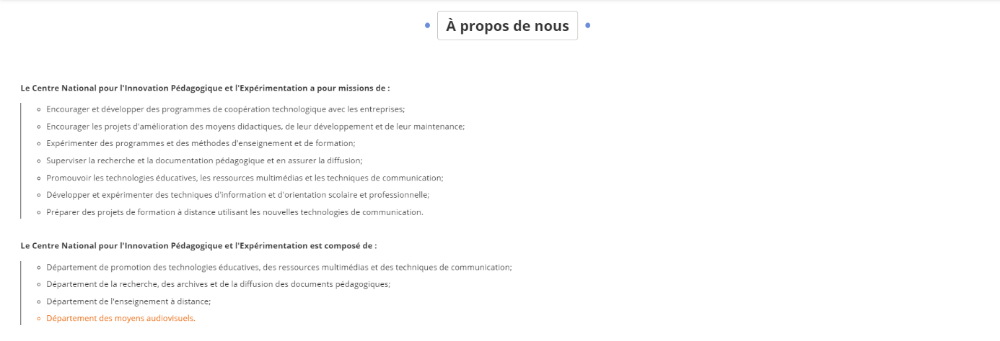 À propos de nous
Le Centre National pour l'Innovation Pédagogique et l'Expérimentation a pour missions de :
Encourager et développer des programmes de coopération technologique avec les entreprises;
Encourager les projets d'amélioration des moyens didactiques, de leur développement et de leur maintenance;
Expérimenter des programmes et des méthodes d'enseignement et de formation;
Superviser la recherche et la documentation pédagogique et en assurer la diffusion;
Promouvoir les technologies éducatives, les ressources multimédias et les techniques de communication;
Développer et expérimenter des techniques d'information et d'orientation scolaire et professionnelle;
Préparer des projets de formation à distance utilisant les nouvelles technologies de communication.
Le Centre National pour l'Innovation Pédagogique et l'Expérimentation est composé de :
Département de promotion des technologies éducatives, des ressources multimédias et des techniques de communication;
Département de la recherche, des archives et de la diffusion des documents pédagogiques;
Département de l'enseignement à distance;
Département des moyens audiovisuels.